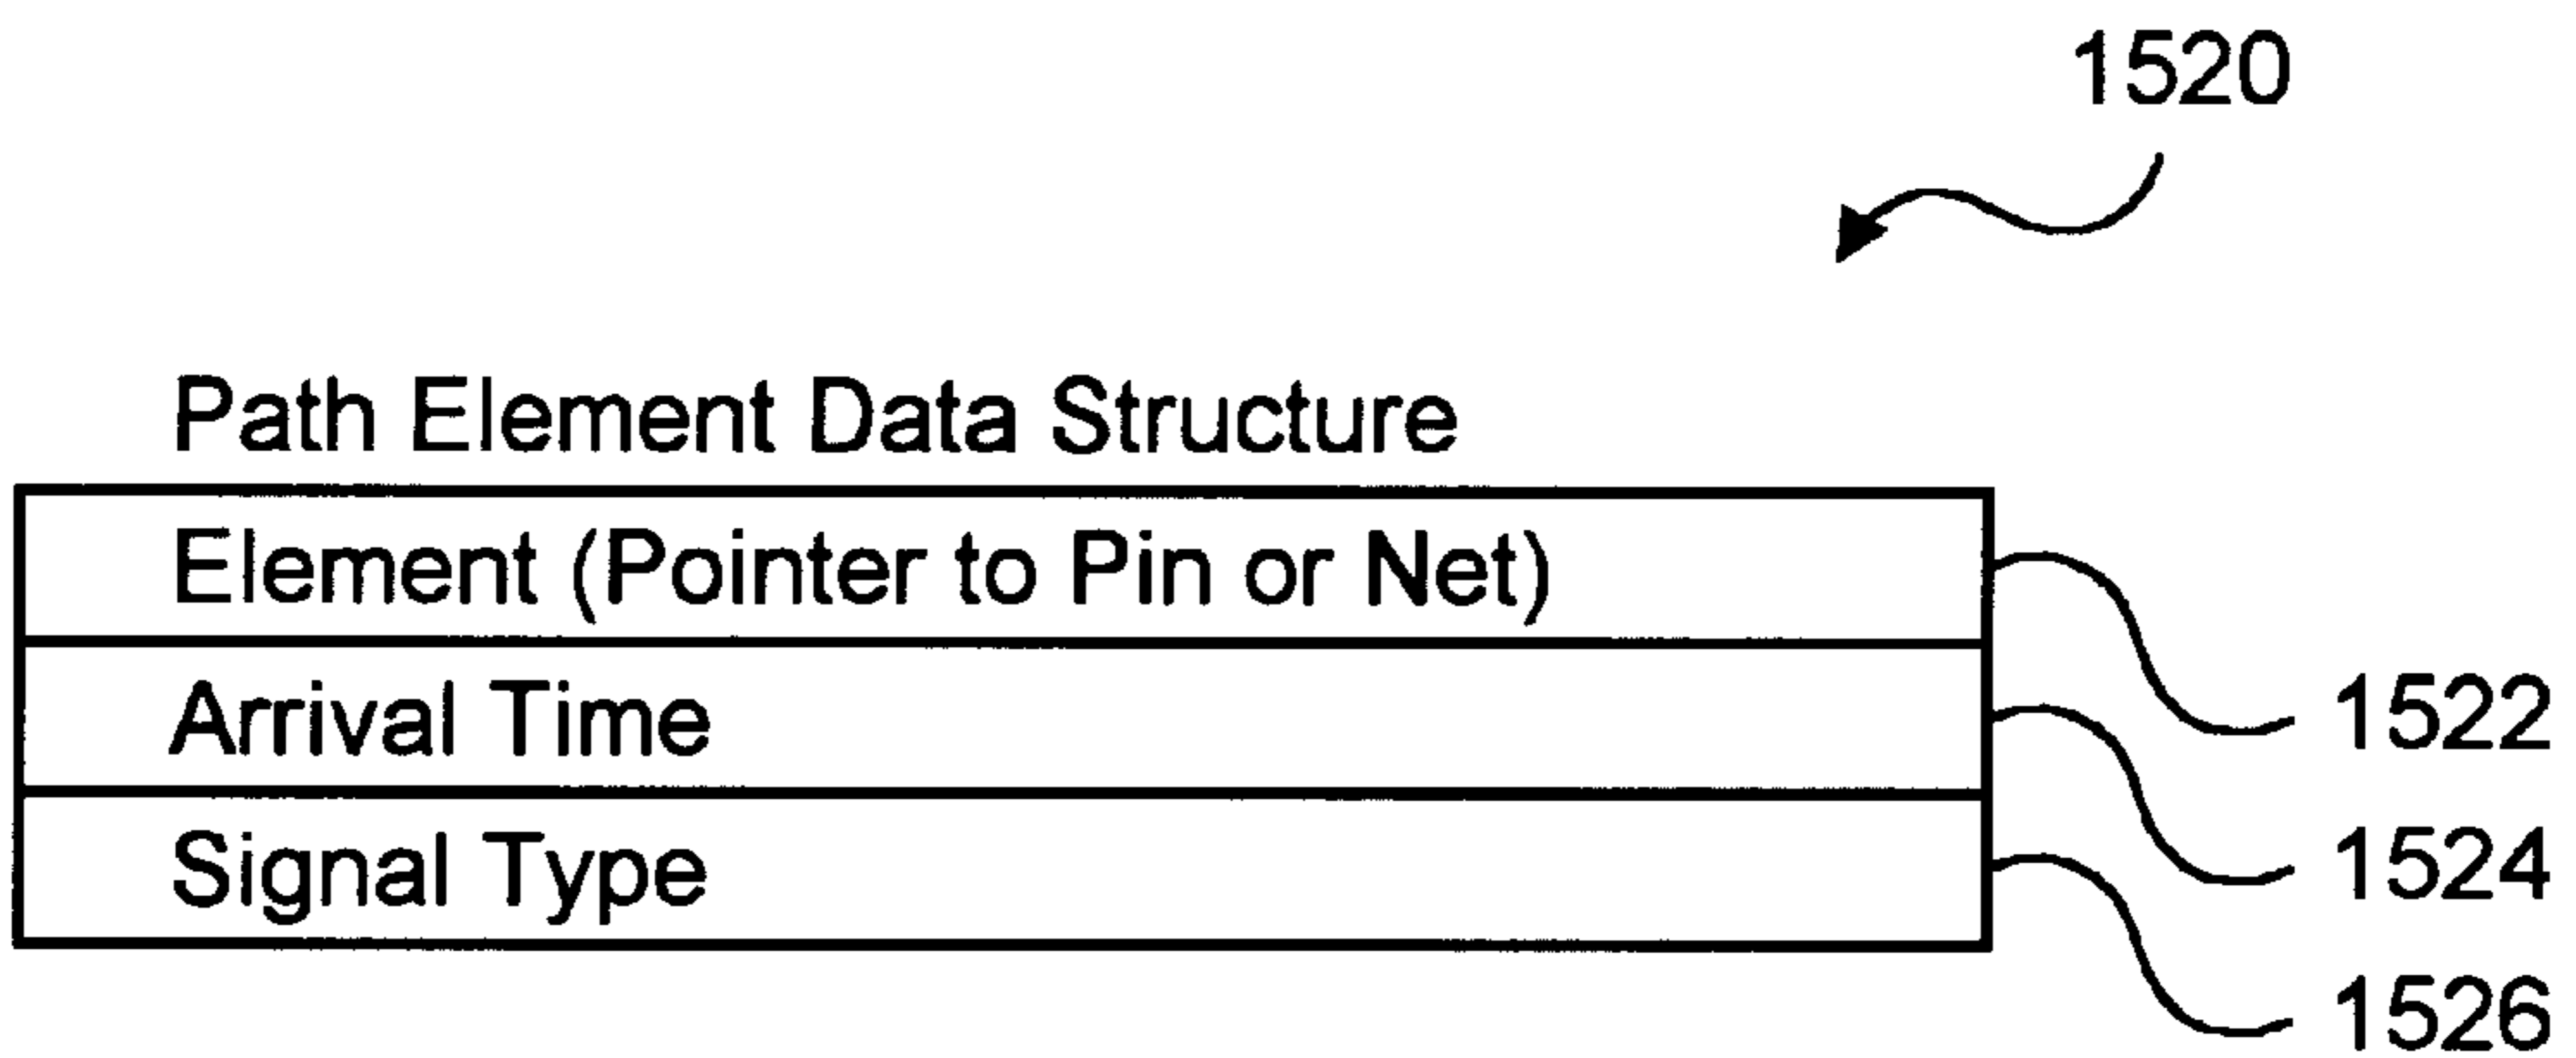 1520
Path Element Data Structure
Element (Pointer to Pin or Net)
Arrival Time
Signal Type
1522
1524
1526